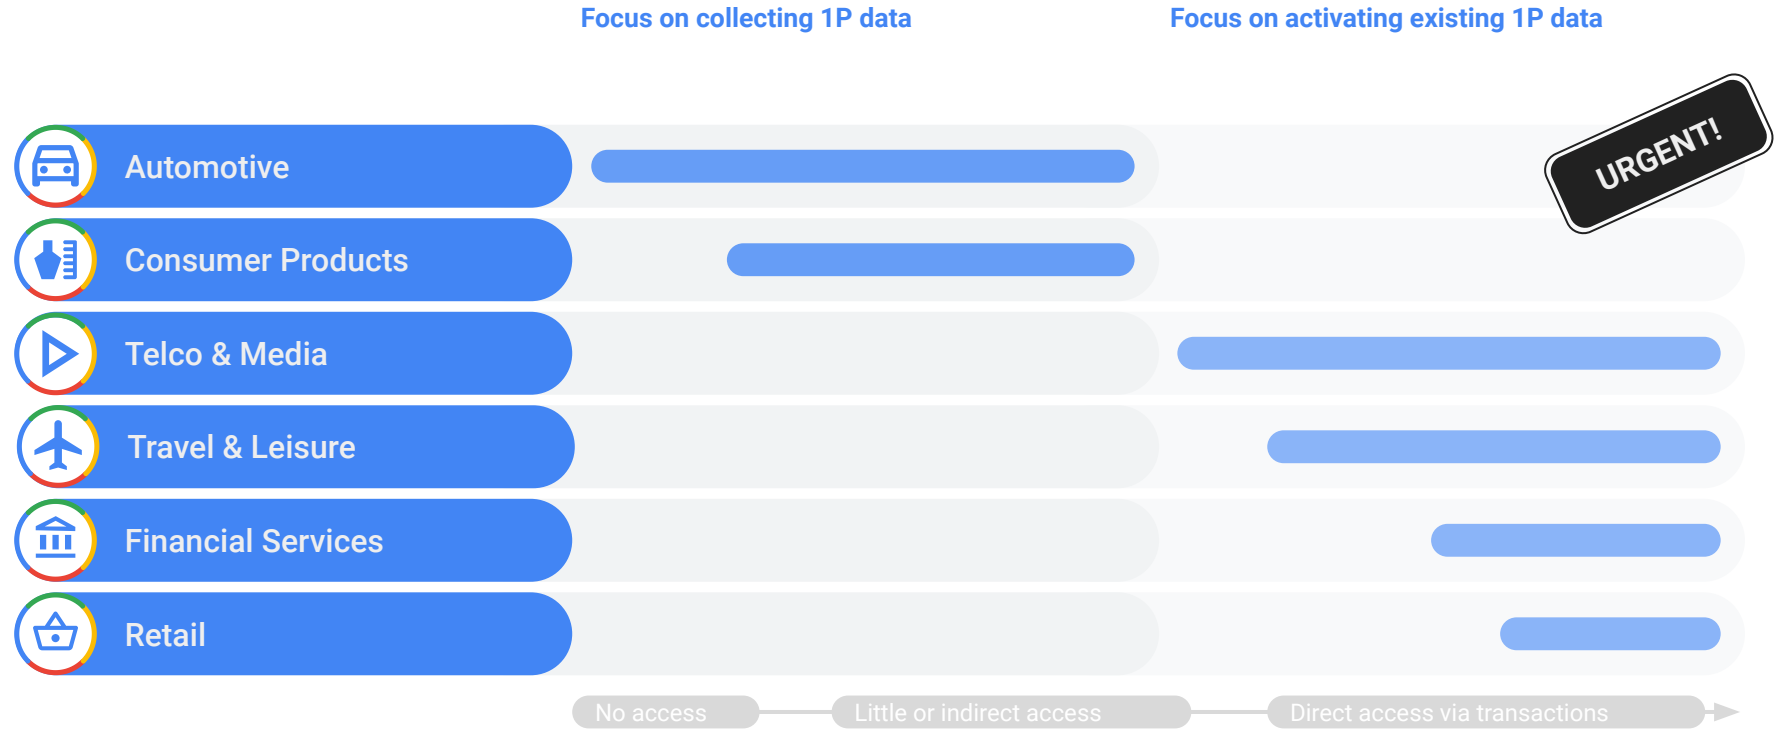 Focus on collecting 1P data
Focus on activating existing 1P data
URGENT!
Automotive
Consumer Products
Telco & Media
Travel & Leisure
Financial Services
Retail
No access
Little or indirect access
Direct access via transactions